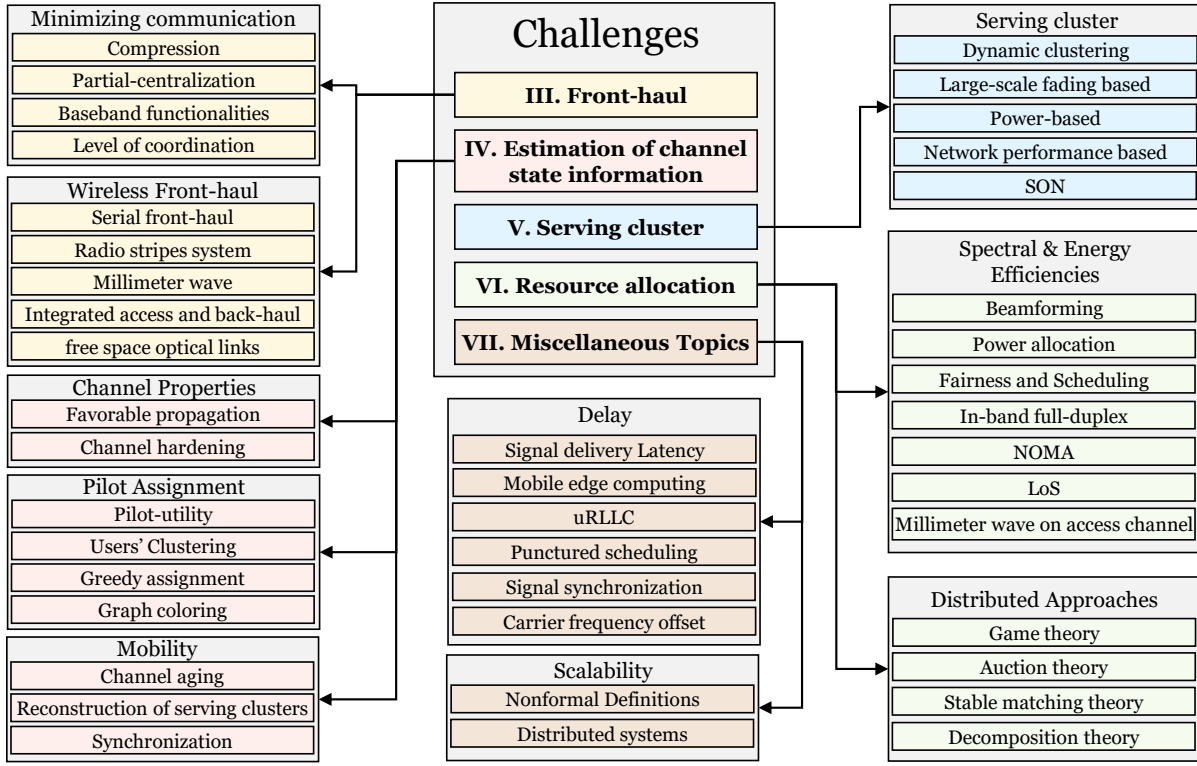 Minimizing communication
Compression
Partial-centralization
Baseband functionalities
Level of coordination
Wireless Front-haul
Serial front-haul
Radio stripes system
Millimeter wave
Integrated access and back-haul
free space optical links
Channel Properties
Favorable propagation
Channel hardening
Pilot Assignment
Pilot-utility
Users’ Clustering
Greedy assignment
Graph coloring
Mobility
Channel aging
Reconstruction of serving clusters
Synchronization
Challenges
III. Front-haul
IV. Estimation of channel
state information
V. Serving cluster
VI. Resource allocation
VII. Miscellaneous Topics
Delay
Signal delivery Latency
Mobile edge computing
uRLLC
Punctured scheduling
Signal synchronization
Carrier frequency offset
Scalability
Nonformal Definitions
Distributed systems
Serving cluster
Dynamic clustering
Large-scale fading based
Power-based
Network performance based
SON
Spectral & Energy
Efficiencies
Beamforming
Power allocation
Fairness and Scheduling
In-band full-duplex
NOMA
LoS
Millimeter wave on access channel
Distributed Approaches
Game theory
Auction theory
Stable matching theory
Decomposition theory